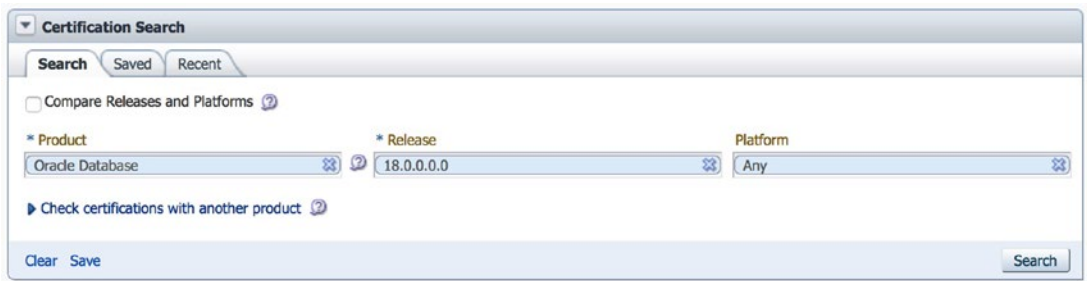 Certification Search
Search Saved Recent
Compare Releases and Platforms
* Product * Release Platform
Oracle Database 18.0.0.0.0 Any
Check certifications with another product
Clear Save Search